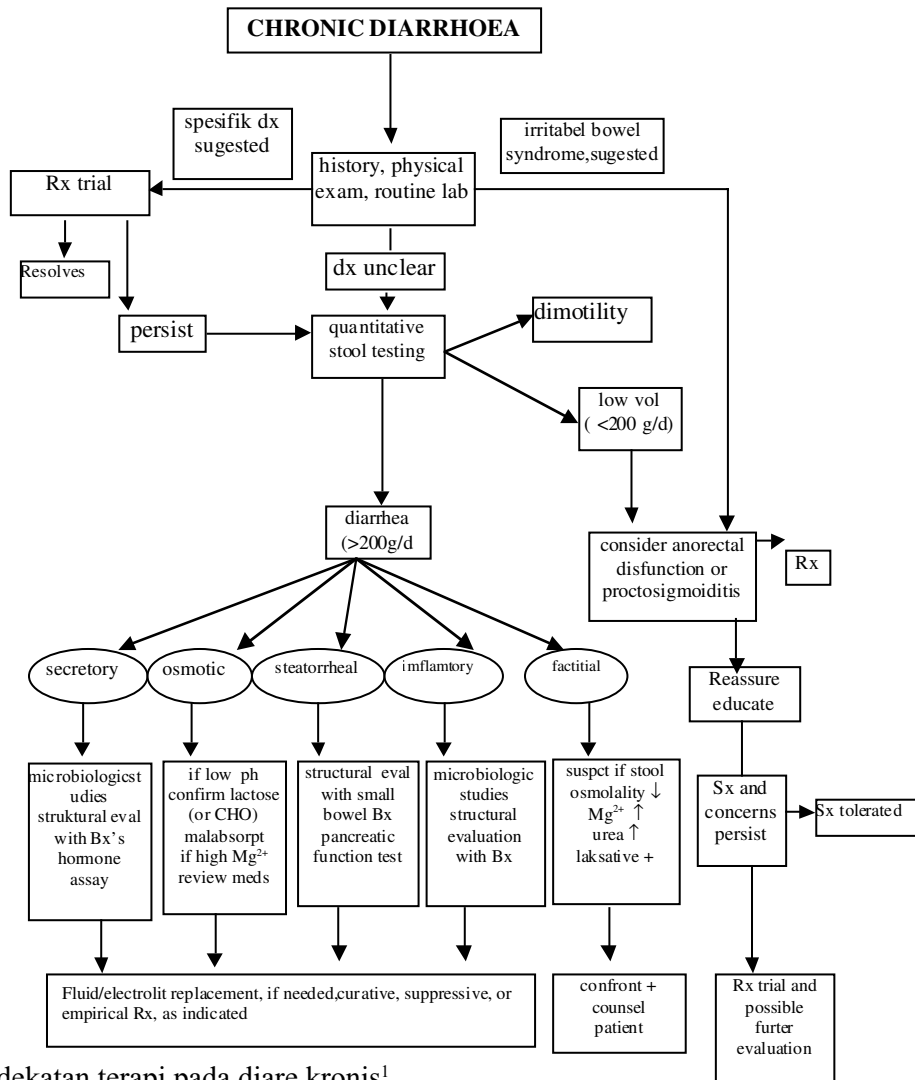 CHRONIC DIARRHOEA
spesifik dx
sugested
irritabel bowel
syndrome,sugested
history, physical
exam, routine lab
Rx trial
Resolves
dx unclear
persist
quantitative
stool testing
dimotility
low vol
( <200 g/d)
diarrhea
(>200g/d
consider anorectal
disfunction or
proctosigmoiditis
Rx
secretory
osmotic
steatorrheal
imflamtory
factitial
Reassure
educate
microbiologicst
udies
struktural eval
with Bx's
hormone
assay
if low ph
confirm lactose
(or CHO)
malabsorpt
if high Mg²⁺
review meds
structural eval
with small
bowel Bx
pancreatic
function test
microbiologic
studies
structural
evaluation
with Bx
suspct if stool
osmolality ↓
Mg²⁺ ↑
urea ↑
laksative +
Sx and
concerns
persist
Sx tolerated
Fluid/electrolit replacement, if needed,curative, suppressive, or
empirical Rx, as indicated
confront +
counsel
patient
Rx trial and
possible
furter
evaluation
dekatan terapi pada diare kronis¹